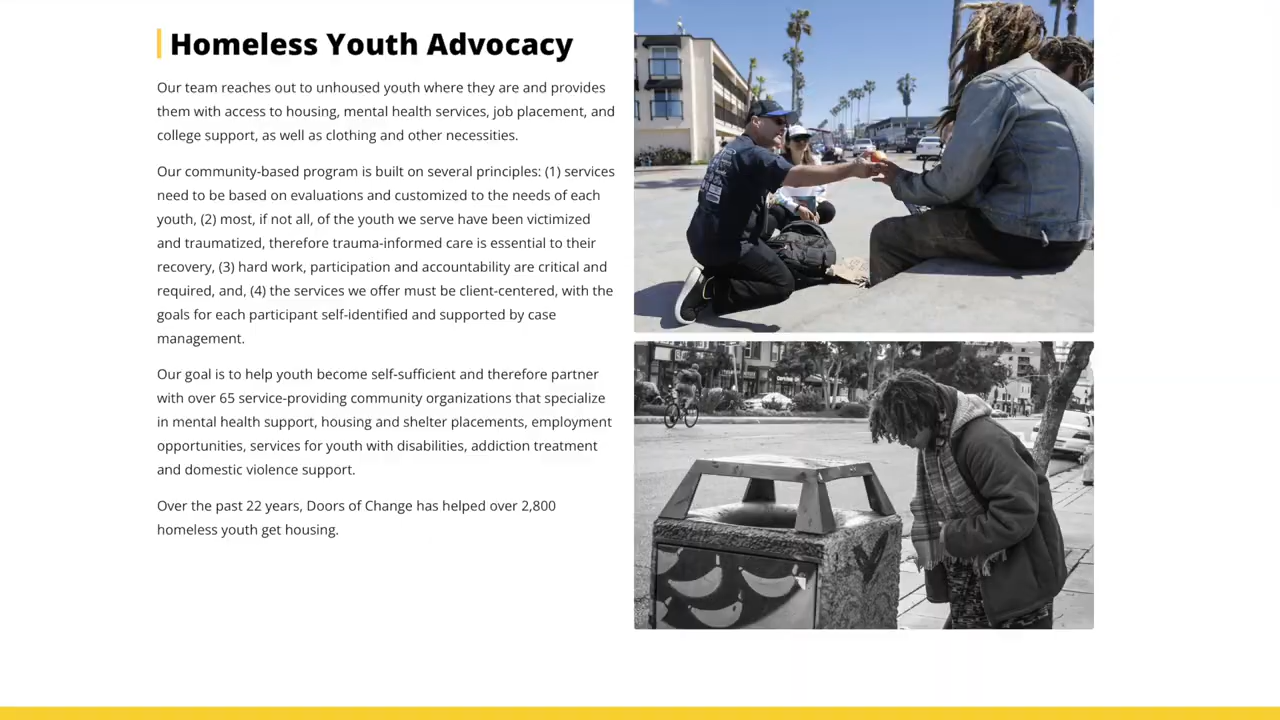 Homeless Youth Advocacy
Our team reaches out to unhoused youth where they are and provides
them with access to housing, mental health services, job placement, and
college support, as well as clothing and other necessities.
Our community-based program is built on several principles: (1) services
need to be based on evaluations and customized to the needs of each
youth, (2) most, if not all, of the youth we serve have been victimized
and traumatized, therefore trauma-informed care is essential to their
recovery, (3) hard work, participation and accountability are critical and
required, and, (4) the services we offer must be client-centered, with the
goals for each participant self-identified and supported by case
management.
Our goal is to help youth become self-sufficient and therefore partner
with over 65 service-providing community organizations that specialize
in mental health support, housing and shelter placements, employment
opportunities, services for youth with disabilities, addiction treatment
and domestic violence support.
Over the past 22 years, Doors of Change has helped over 2,800
homeless youth get housing.